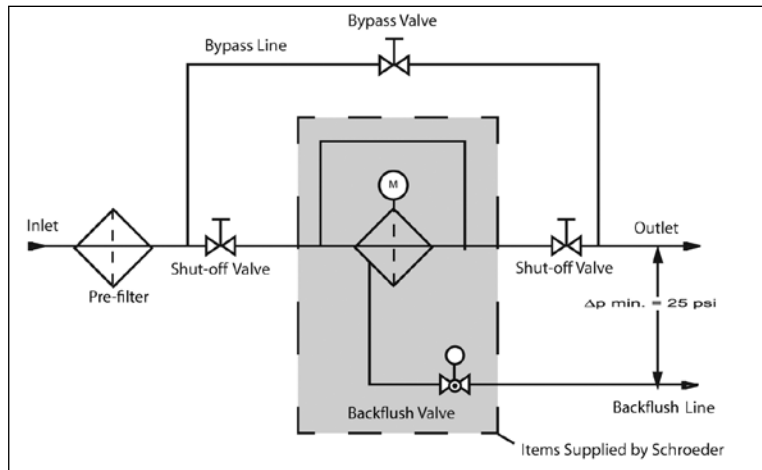 Bypass Valve
Bypass Line
M
Inlet
Outlet
Shut-off Valve
Shut-off Valve
Pre-filter
Δp min. = 25 psi
Backflush Valve
Backflush Line
Items Supplied by Schroeder